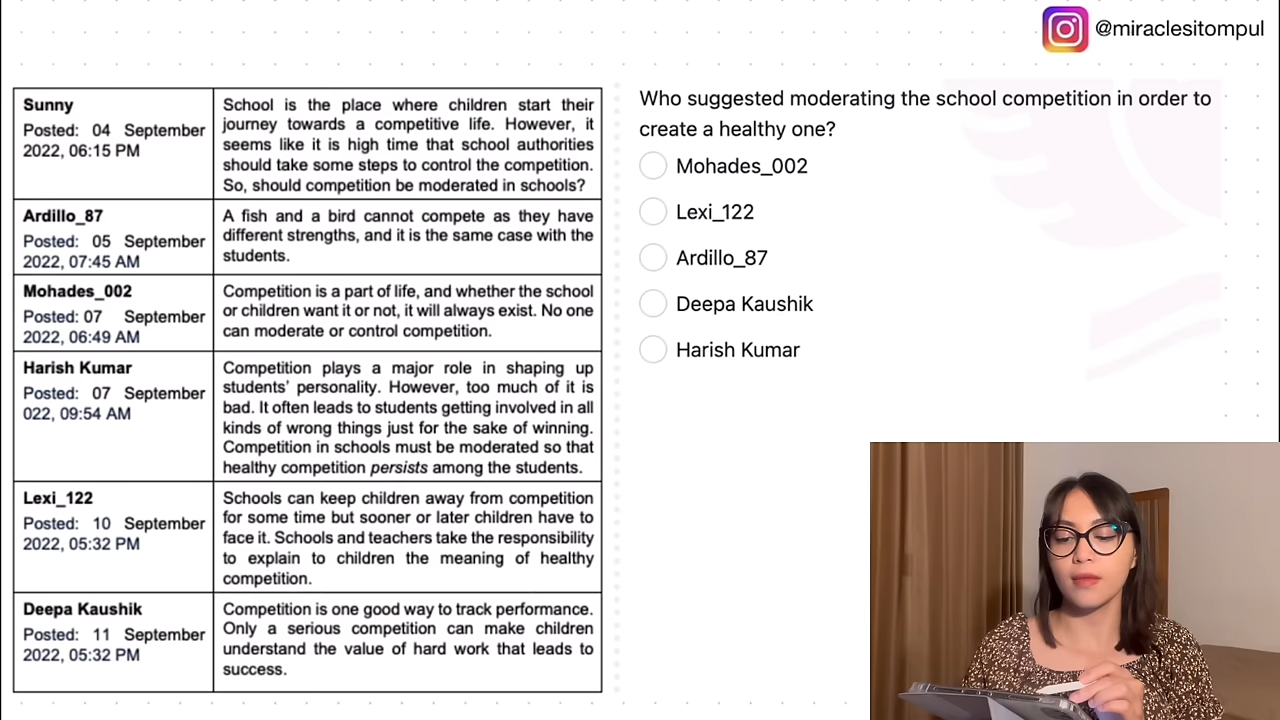 @miraclesitompul
Sunny
Posted: 04 September
2022, 06:15 PM
School is the place where children start their
journey towards a competitive life. However, it
seems like it is high time that school authorities
should take some steps to control the competition.
So, should competition be moderated in schools?
Ardillo_87
Posted: 05 September
2022, 07:45 AM
A fish and a bird cannot compete as they have
different strengths, and it is the same case with the
students.
Mohades_002
Posted: 07 September
2022, 06:49 AM
Competition is a part of life, and whether the school
or children want it or not, it will always exist. No one
can moderate or control competition.
Harish Kumar
Posted: 07 September
022, 09:54 AM
Competition plays a major role in shaping up
students' personality. However, too much of it is
bad. It often leads to students getting involved in all
kinds of wrong things just for the sake of winning.
Competition in schools must be moderated so that
healthy competition persists among the students.
Lexi_122
Posted: 10 September
2022, 05:32 PM
Schools can keep children away from competition
for some time but sooner or later children have to
face it. Schools and teachers take the responsibility
to explain to children the meaning of healthy
competition.
Deepa Kaushik
Posted: 11 September
2022, 05:32 PM
Competition is one good way to track performance.
Only a serious competition can make children
understand the value of hard work that leads to
success.
Who suggested moderating the school competition in order to
create a healthy one?
Mohades_002
Lexi_122
Ardillo_87
Deepa Kaushik
Harish Kumar